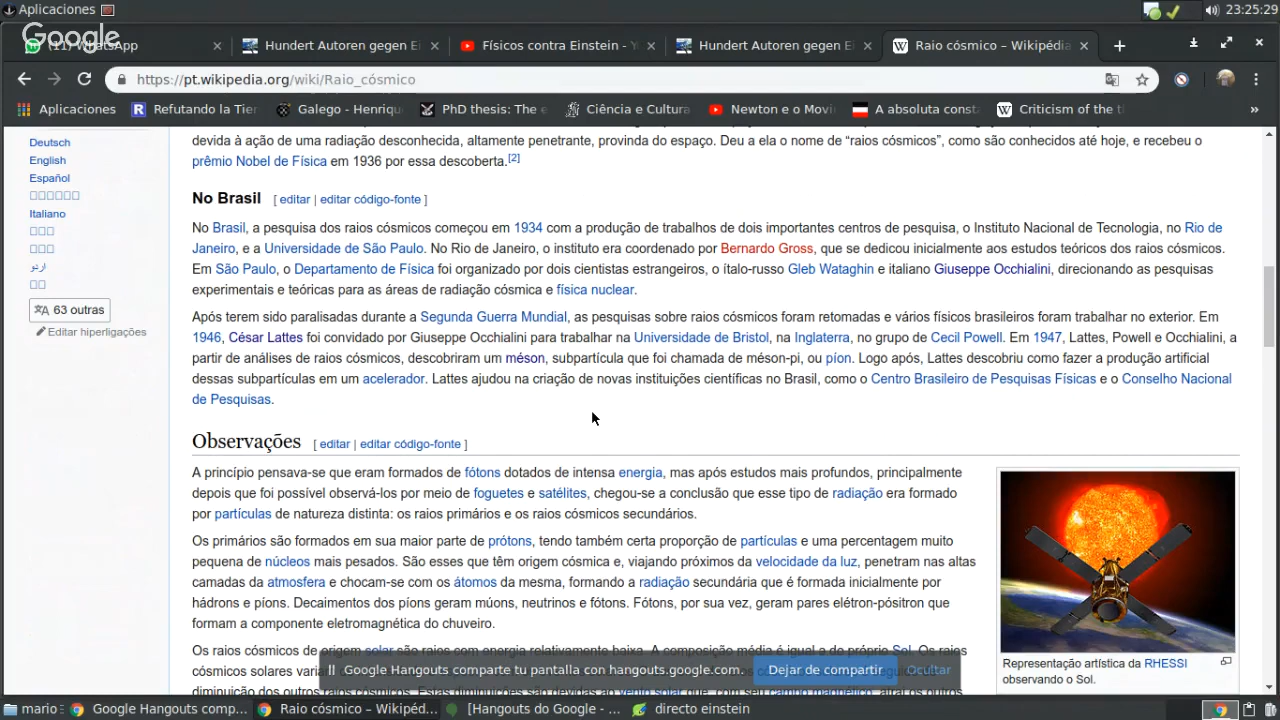 Aplicaciones
23:25:29
Google
(11) WhatsApp
Hundert Autoren gegen Ei
Físicos contra Einstein - Y
Hundert Autoren gegen Ei
Raio cósmico – Wikipédia
https://pt.wikipedia.org/wiki/Raio_cósmico
Aplicaciones
Refutando la Tier
Galego - Henriqu
PhD thesis: The e
Ciência e Cultura
Newton e o Movi
A absoluta const
Criticism of the t
»
Deutsch
English
Español
Italiano
اردو
63 outras
Editar hiperligações
devida à ação de uma radiação desconhecida, altamente penetrante, provinda do espaço. Deu a ela o nome de “raios cósmicos”, como são conhecidos até hoje, e recebeu o
prêmio Nobel de Física em 1936 por essa descoberta.[2]
No Brasil [ editar | editar código-fonte ]
No Brasil, a pesquisa dos raios cósmicos começou em 1934 com a produção de trabalhos de dois importantes centros de pesquisa, o Instituto Nacional de Tecnologia, no Rio de
Janeiro, e a Universidade de São Paulo. No Rio de Janeiro, o instituto era coordenado por Bernardo Gross, que se dedicou inicialmente aos estudos teóricos dos raios cósmicos.
Em São Paulo, o Departamento de Física foi organizado por dois cientistas estrangeiros, o ítalo-russo Gleb Wataghin e italiano Giuseppe Occhialini, direcionando as pesquisas
experimentais e teóricas para as áreas de radiação cósmica e física nuclear.
Após terem sido paralisadas durante a Segunda Guerra Mundial, as pesquisas sobre raios cósmicos foram retomadas e vários físicos brasileiros foram trabalhar no exterior. Em
1946, César Lattes foi convidado por Giuseppe Occhialini para trabalhar na Universidade de Bristol, na Inglaterra, no grupo de Cecil Powell. Em 1947, Lattes, Powell e Occhialini, a
partir de análises de raios cósmicos, descobriram um méson, subpartícula que foi chamada de méson-pi, ou píon. Logo após, Lattes descobriu como fazer a produção artificial
dessas subpartículas em um acelerador. Lattes ajudou na criação de novas instituições científicas no Brasil, como o Centro Brasileiro de Pesquisas Físicas e o Conselho Nacional
de Pesquisas.
Observações [ editar | editar código-fonte ]
A princípio pensava-se que eram formados de fótons dotados de intensa energia, mas após estudos mais profundos, principalmente
depois que foi possível observá-los por meio de foguetes e satélites, chegou-se a conclusão que esse tipo de radiação era formado
por partículas de natureza distinta: os raios primários e os raios cósmicos secundários.
Os primários são formados em sua maior parte de prótons, tendo também certa proporção de partículas e uma percentagem muito
pequena de núcleos mais pesados. São esses que têm origem cósmica e, viajando próximos da velocidade da luz, penetram nas altas
camadas da atmosfera e chocam-se com os átomos da mesma, formando a radiação secundária que é formada inicialmente por
hádrons e píons. Decaimentos dos píons geram múons, neutrinos e fótons. Fótons, por sua vez, geram pares elétron-pósitron que
formam a componente eletromagnética do chuveiro.
Os raios cósmicos de origem solar são raios com energia relativamente baixa. A composição média é igual a do próprio Sol. Os raios
cósmicos solares
diminuição dos outros raios cósmicos. Estas diminuições são devidas ao vento solar que, com seu campo magnético, atrai os outros
Representação artística da RHESSI
observando o Sol.
Google Hangouts comparte tu pantalla con hangouts.google.com.
Dejar de compartir
Ocultar
mario
Google Hangouts comp...
Raio cósmico – Wikipéd...
[Hangouts do Google - ...
directo einstein